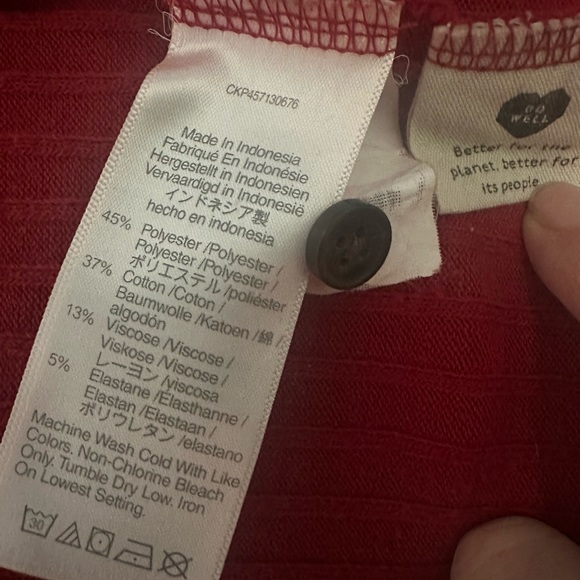 CKP457130676
Made In Indonesia
Fabriqué En Indonésie
Hergestellt in Indonesien
Vervaardigd in Indonesië
インドネシア製
hecho en indonesia
45% Polyester /Polyester /
Polyester /Polyester /
ポリエステル /poliéster
37% Cotton /Coton /
Baumwolle /Katoen /綿 /
algodón
13% Viscose /Viscose /
Viskose /Viscose /
レーヨン /viscosa
5% Elastane /Elasthanne /
Elastan /Elastaan /
ポリウレタン /elastano
Machine Wash Cold With Like
Colors. Non-Chlorine Bleach
Only. Tumble Dry Low. Iron
On Lowest Setting.
30
DO
WELL
Better for the
planet, better for
its people